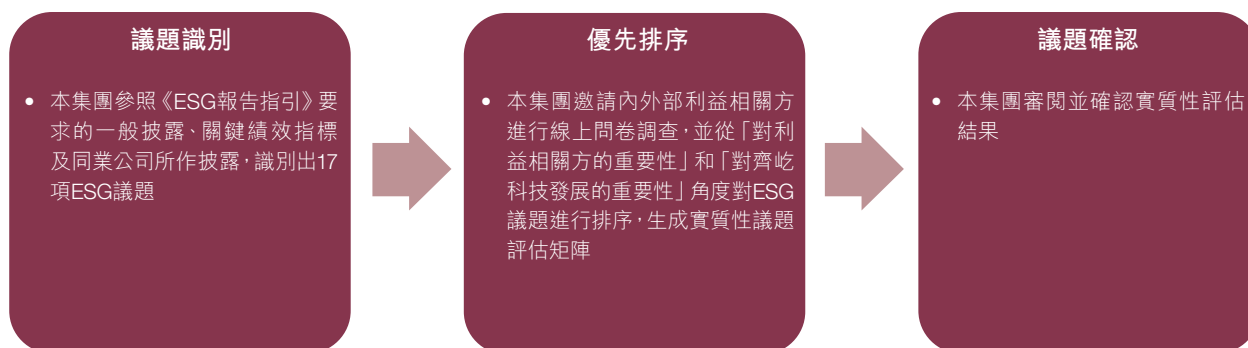 議題識別
• 本集團參照《ESG報告指引》要
求的一般披露、關鍵績效指標
及同業公司所作披露，識別出17
項ESG議題
優先排序
• 本集團邀請內外部利益相關方
進行線上問卷調查，並從「對利
益相關方的重要性」和「對齊屹
科技發展的重要性」角度對ESG
議題進行排序，生成實質性議題
評估矩陣
議題確認
• 本集團審閱並確認實質性評估
結果